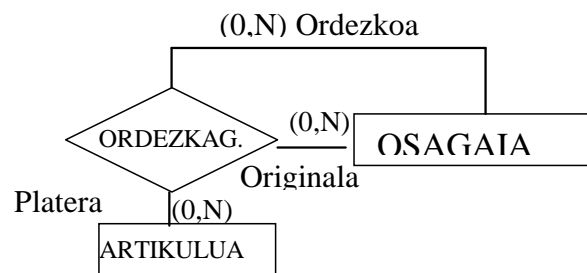 (0,N) Ordezkoa
ORDEZKAG.
(0,N)
OSAGAIA
Originala
Platera
(0,N)
ARTIKULUA